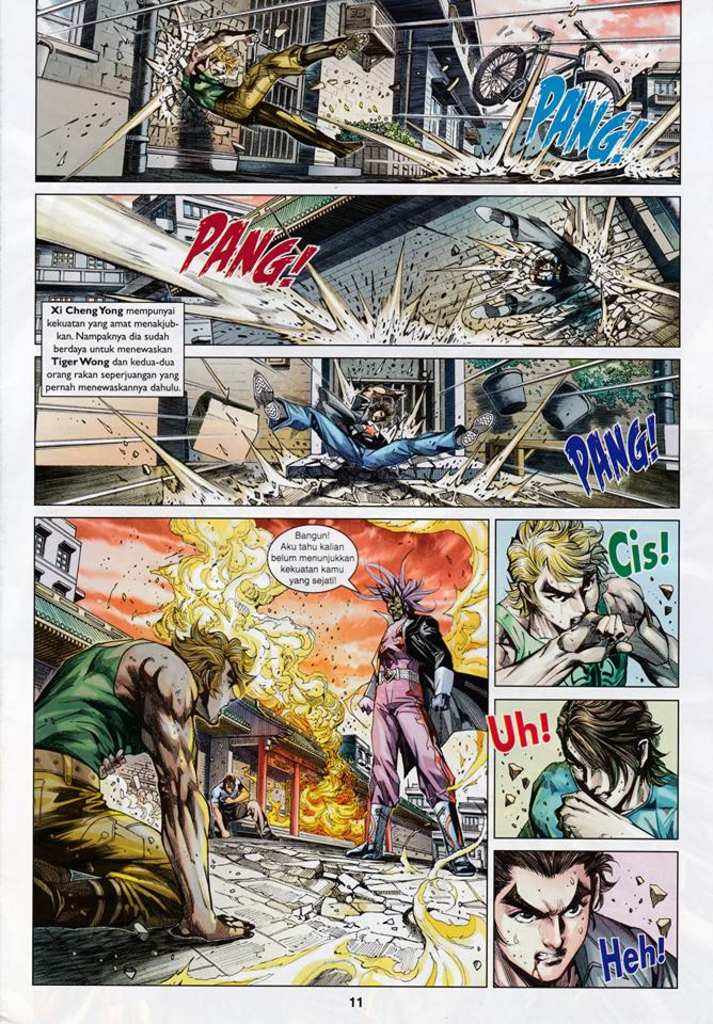 PANG!
PANG!
Xi Cheng Yong mempunyai
kekuatan yang amat menakjub-
kan. Nampaknya dia sudah
berdaya untuk menewaskan
Tiger Wong dan kedua-dua
orang rakan seperjuangan yang
pernah menewaskannya dahulu.
PANG!
Bangun!
Aku tahu kalian
belum menunjukkan
kekuatan kamu
yang sejati!
Cis!
Uh!
Heh!
11